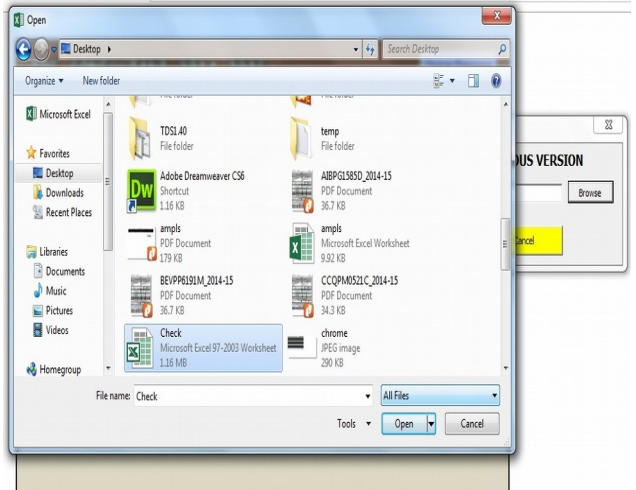 Open
Desktop
Search Desktop
Organize
New folder
Microsoft Excel
Favorites
Desktop
Downloads
Recent Places
Libraries
Documents
Music
Pictures
Videos
Homegroup
File folder
File folder
TDS1.40
File folder
temp
File folder
Dw
Adobe Dreamweaver CS6
Shortcut
1.16 KB
AIBPG1585D_2014-15
PDF Document
36.7 KB
ampls
PDF Document
179 KB
ampls
Microsoft Excel Worksheet
9.92 KB
BEVPP6191M_2014-15
PDF Document
36.7 KB
CCQPM0521C_2014-15
PDF Document
34.3 KB
Check
Microsoft Excel 97-2003 Worksheet
1.16 MB
chrome
JPEG image
290 KB
File name: Check
All Files
Tools
Open
Cancel
OUS VERSION
Browse
Cancel